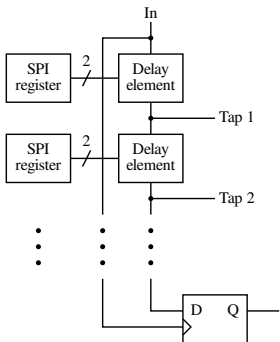 In
SPI
register
2
Delay
element
Tap 1
SPI
register
2
Delay
element
Tap 2
D Q